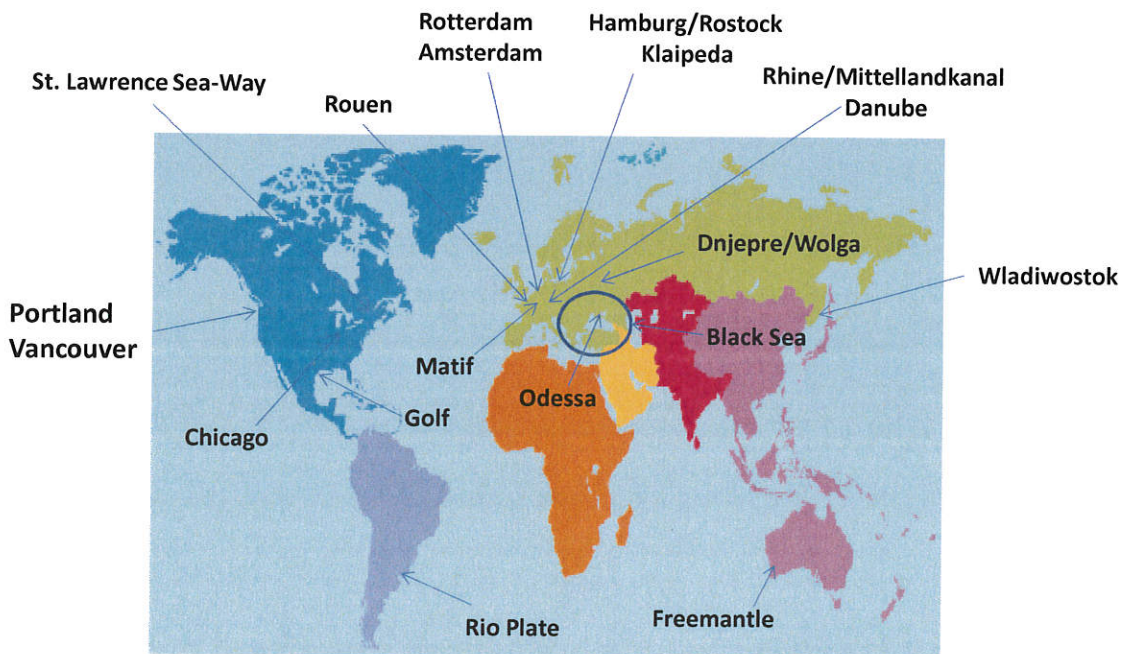 Rotterdam
Amsterdam
Hamburg/Rostock
Klaipeda
St. Lawrence Sea-Way
Rouen
Rhine/Mittellandkanal
Danube
Dnjepre/Wolga
Wladiwostok
Portland
Vancouver
Black Sea
Matif
Odessa
Golf
Chicago
Rio Plate
Freemantle